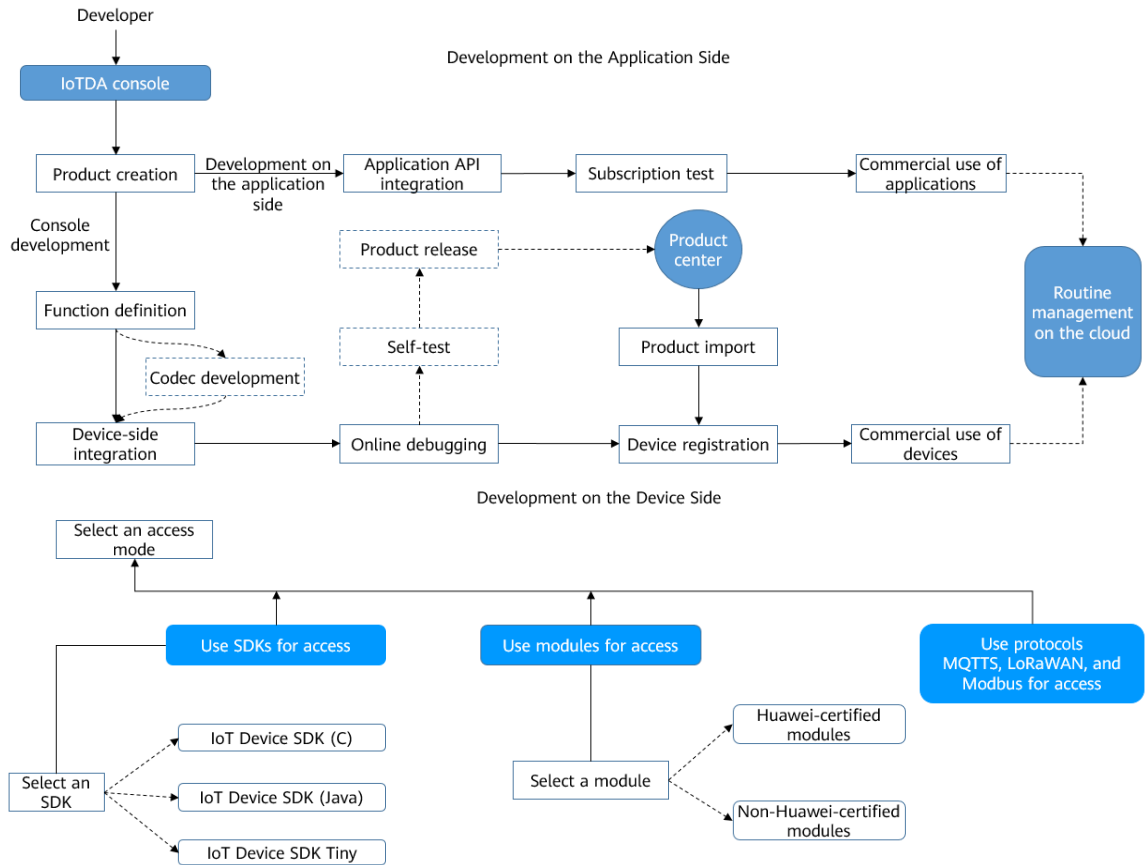 Developer
Development on the Application Side
IoTDA console
Product creation
Development on
the application
side
Application API
integration
Subscription test
Commercial use of
applications
Console
development
Product release
Product
center
Routine
management
on the cloud
Function definition
Self-test
Product import
Codec development
Device-side
integration
Online debugging
Device registration
Commercial use of
devices
Development on the Device Side
Select an access
mode
Use SDKs for access
Use modules for access
Use protocols
MQTTS, LoRaWAN, and
Modbus for access
IoT Device SDK (C)
Huawei-certified
modules
Select an
SDK
IoT Device SDK (Java)
Select a module
Non-Huawei-certified
modules
IoT Device SDK Tiny